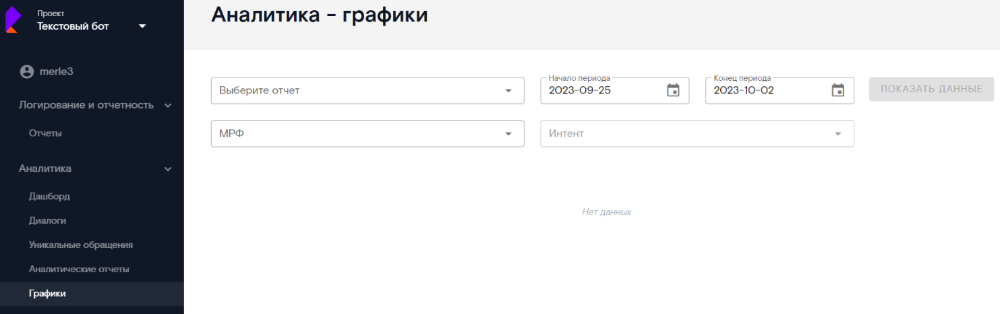 Проект
Текстовый бот
merle3
Логирование и отчетность
Отчеты
Аналитика
Дашборд
Диалоги
Уникальные обращения
Аналитические отчеты
Графики
Аналитика - графики
Выберите отчет
Начало периода
2023-09-25
Конец периода
2023-10-02
ПОКАЗАТЬ ДАННЫЕ
МРФ
Интент
Нет данных